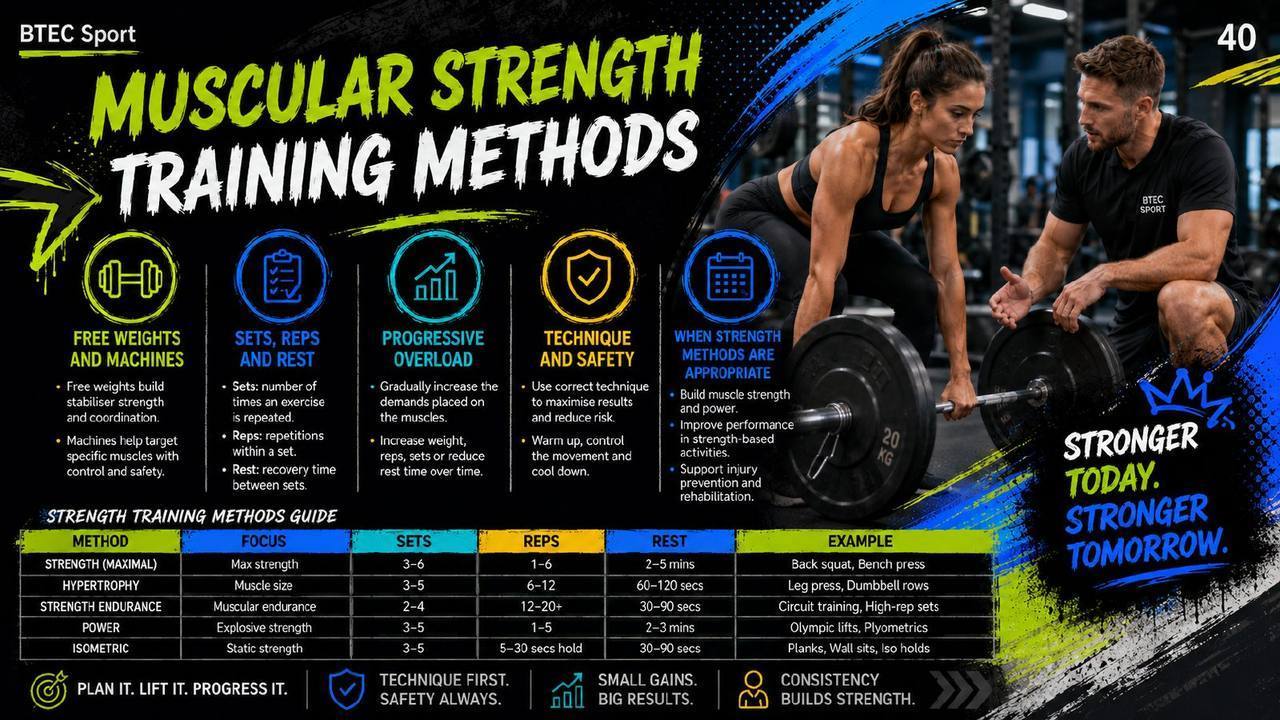 BTEC Sport
40
MUSCULAR STRENGTH
TRAINING METHODS
BTEC
SPORT
FREE WEIGHTS
AND MACHINES
• Free weights build
stabiliser strength
and coordination.
• Machines help target
specific muscles with
control and safety.
SETS, REPS
AND REST
• Sets: number of
times an exercise
is repeated.
• Reps: repetitions
within a set.
• Rest: recovery time
between sets.
PROGRESSIVE
OVERLOAD
• Gradually increase the
demands placed on
the muscles.
• Increase weight,
reps, sets or reduce
rest time over time.
TECHNIQUE
AND SAFETY
• Use correct technique
to maximise results
and reduce risk.
• Warm up, control
the movement and
cool down.
WHEN STRENGTH
METHODS ARE
APPROPRIATE
• Build muscle strength
and power.
• Improve performance
in strength-based
activities.
• Support injury
prevention and
rehabilitation.
20
KG
STRONGER
TODAY.
STRONGER
TOMORROW.
STRENGTH TRAINING METHODS GUIDE
METHOD FOCUS SETS REPS REST EXAMPLE
STRENGTH (MAXIMAL) Max strength 3–6 1–6 2–5 mins Back squat, Bench press
HYPERTROPHY Muscle size 3–5 6–12 60–120 secs Leg press, Dumbbell rows
STRENGTH ENDURANCE Muscular endurance 2–4 12–20+ 30–90 secs Circuit training, High-rep sets
POWER Explosive strength 3–5 1–5 2–3 mins Olympic lifts, Plyometrics
ISOMETRIC Static strength 3–5 5–30 secs hold 30–90 secs Planks, Wall sits, Iso holds
PLAN IT. LIFT IT. PROGRESS IT.
TECHNIQUE FIRST.
SAFETY ALWAYS.
SMALL GAINS.
BIG RESULTS.
CONSISTENCY
BUILDS STRENGTH.